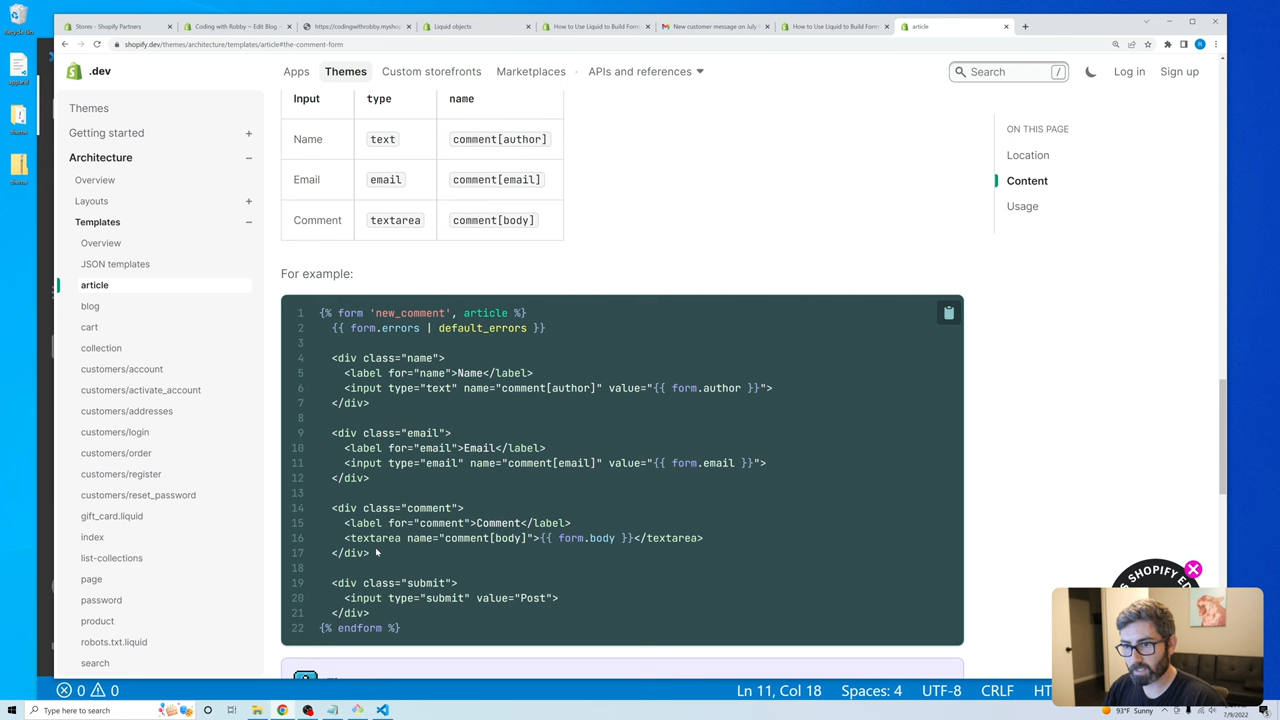 Stores - Shopify Partners
Coding with Robby ~ Edit Blog
https://codingwithrobby.myshop
Liquid objects
How to Use Liquid to Build Form
New customer message on July
How to Use Liquid to Build Form
article
shopify.dev/themes/architecture/templates/article#the-comment-form
.dev
Apps
Themes
Custom storefronts
Marketplaces
APIs and references
Search
/
Log in
Sign up
Themes
Getting started
Architecture
Overview
Layouts
Templates
Overview
JSON templates
article
blog
cart
collection
customers/account
customers/activate_account
customers/addresses
customers/login
customers/order
customers/register
customers/reset_password
gift_card.liquid
index
list-collections
page
password
product
robots.txt.liquid
search
Input type name
Name text comment[author]
Email email comment[email]
Comment textarea comment[body]
For example:
1 {% form 'new_comment', article %}
2 {{ form.errors | default_errors }}
3
4 <div class="name">
5 <label for="name">Name</label>
6 <input type="text" name="comment[author]" value="{{ form.author }}">
7 </div>
8
9 <div class="email">
10 <label for="email">Email</label>
11 <input type="email" name="comment[email]" value="{{ form.email }}">
12 </div>
13
14 <div class="comment">
15 <label for="comment">Comment</label>
16 <textarea name="comment[body]">{{ form.body }}</textarea>
17 </div>
18
19 <div class="submit">
20 <input type="submit" value="Post">
21 </div>
22 {% endform %}
ON THIS PAGE
Location
Content
Usage
SHOPIFY
0 0
Ln 11, Col 18
Spaces: 4
UTF-8
CRLF
HT
Type here to search
93°F Sunny
7/9/2022